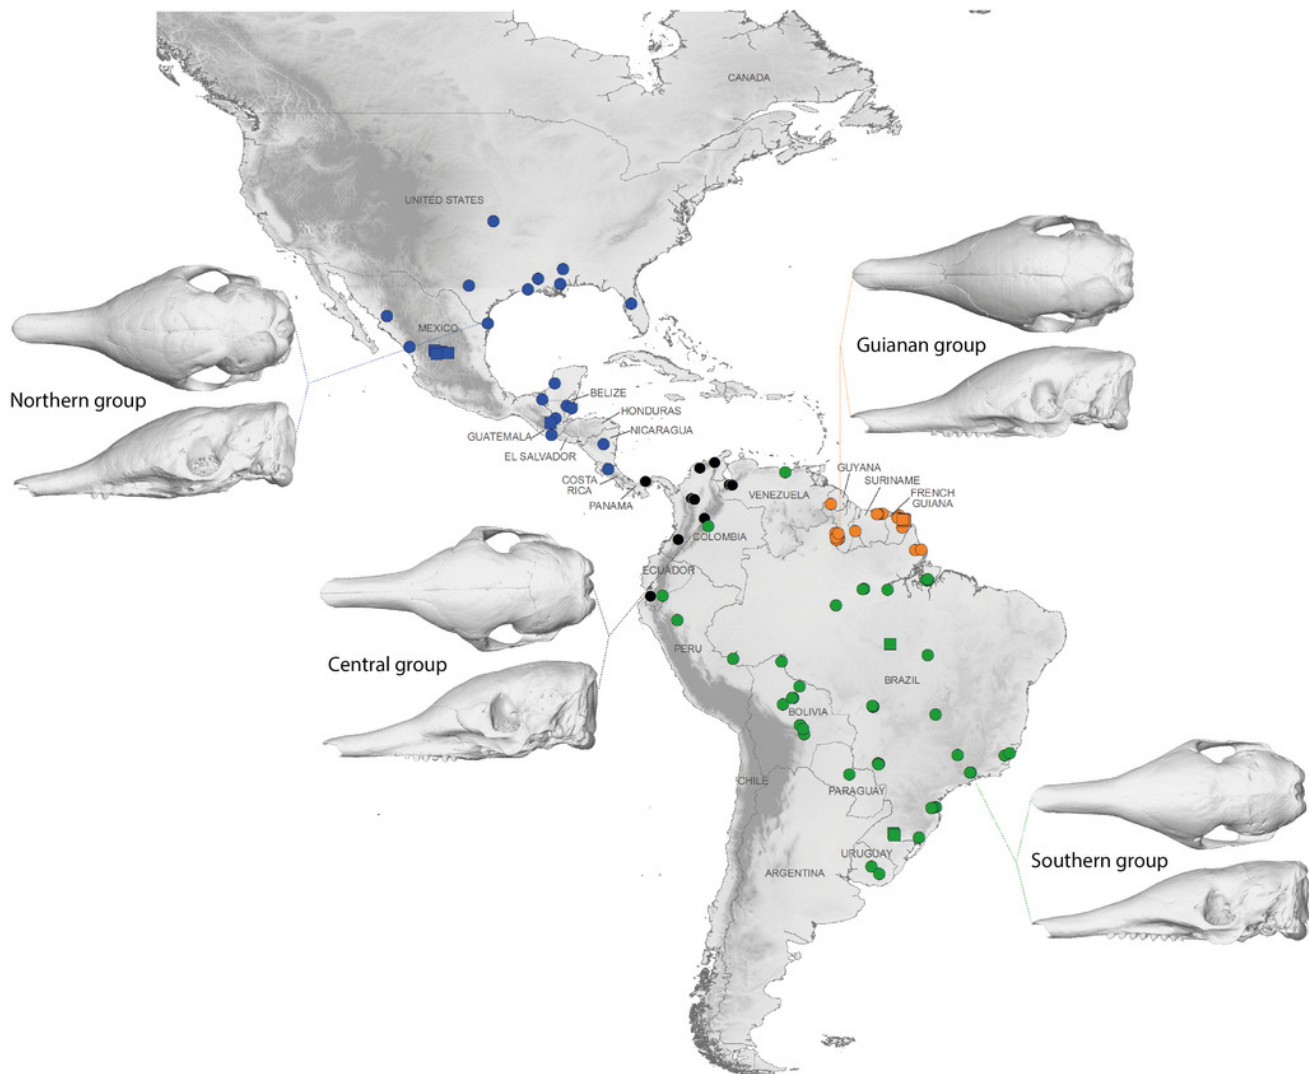 CANADA
UNITED STATES
MEXICO
Northern group
Guianan group
BELIZE
HONDURAS
GUATEMALA
NICARAGUA
EL SALVADOR
COSTA
RICA
PANAMA
VENEZUELA
GUYANA
SURINAME
FRENCH
GUIANA
COLOMBIA
ECUADOR
Central group
PERU
BRAZIL
BOLIVIA
CHILE
PARAGUAY
URUGUAY
Southern group
ARGENTINA